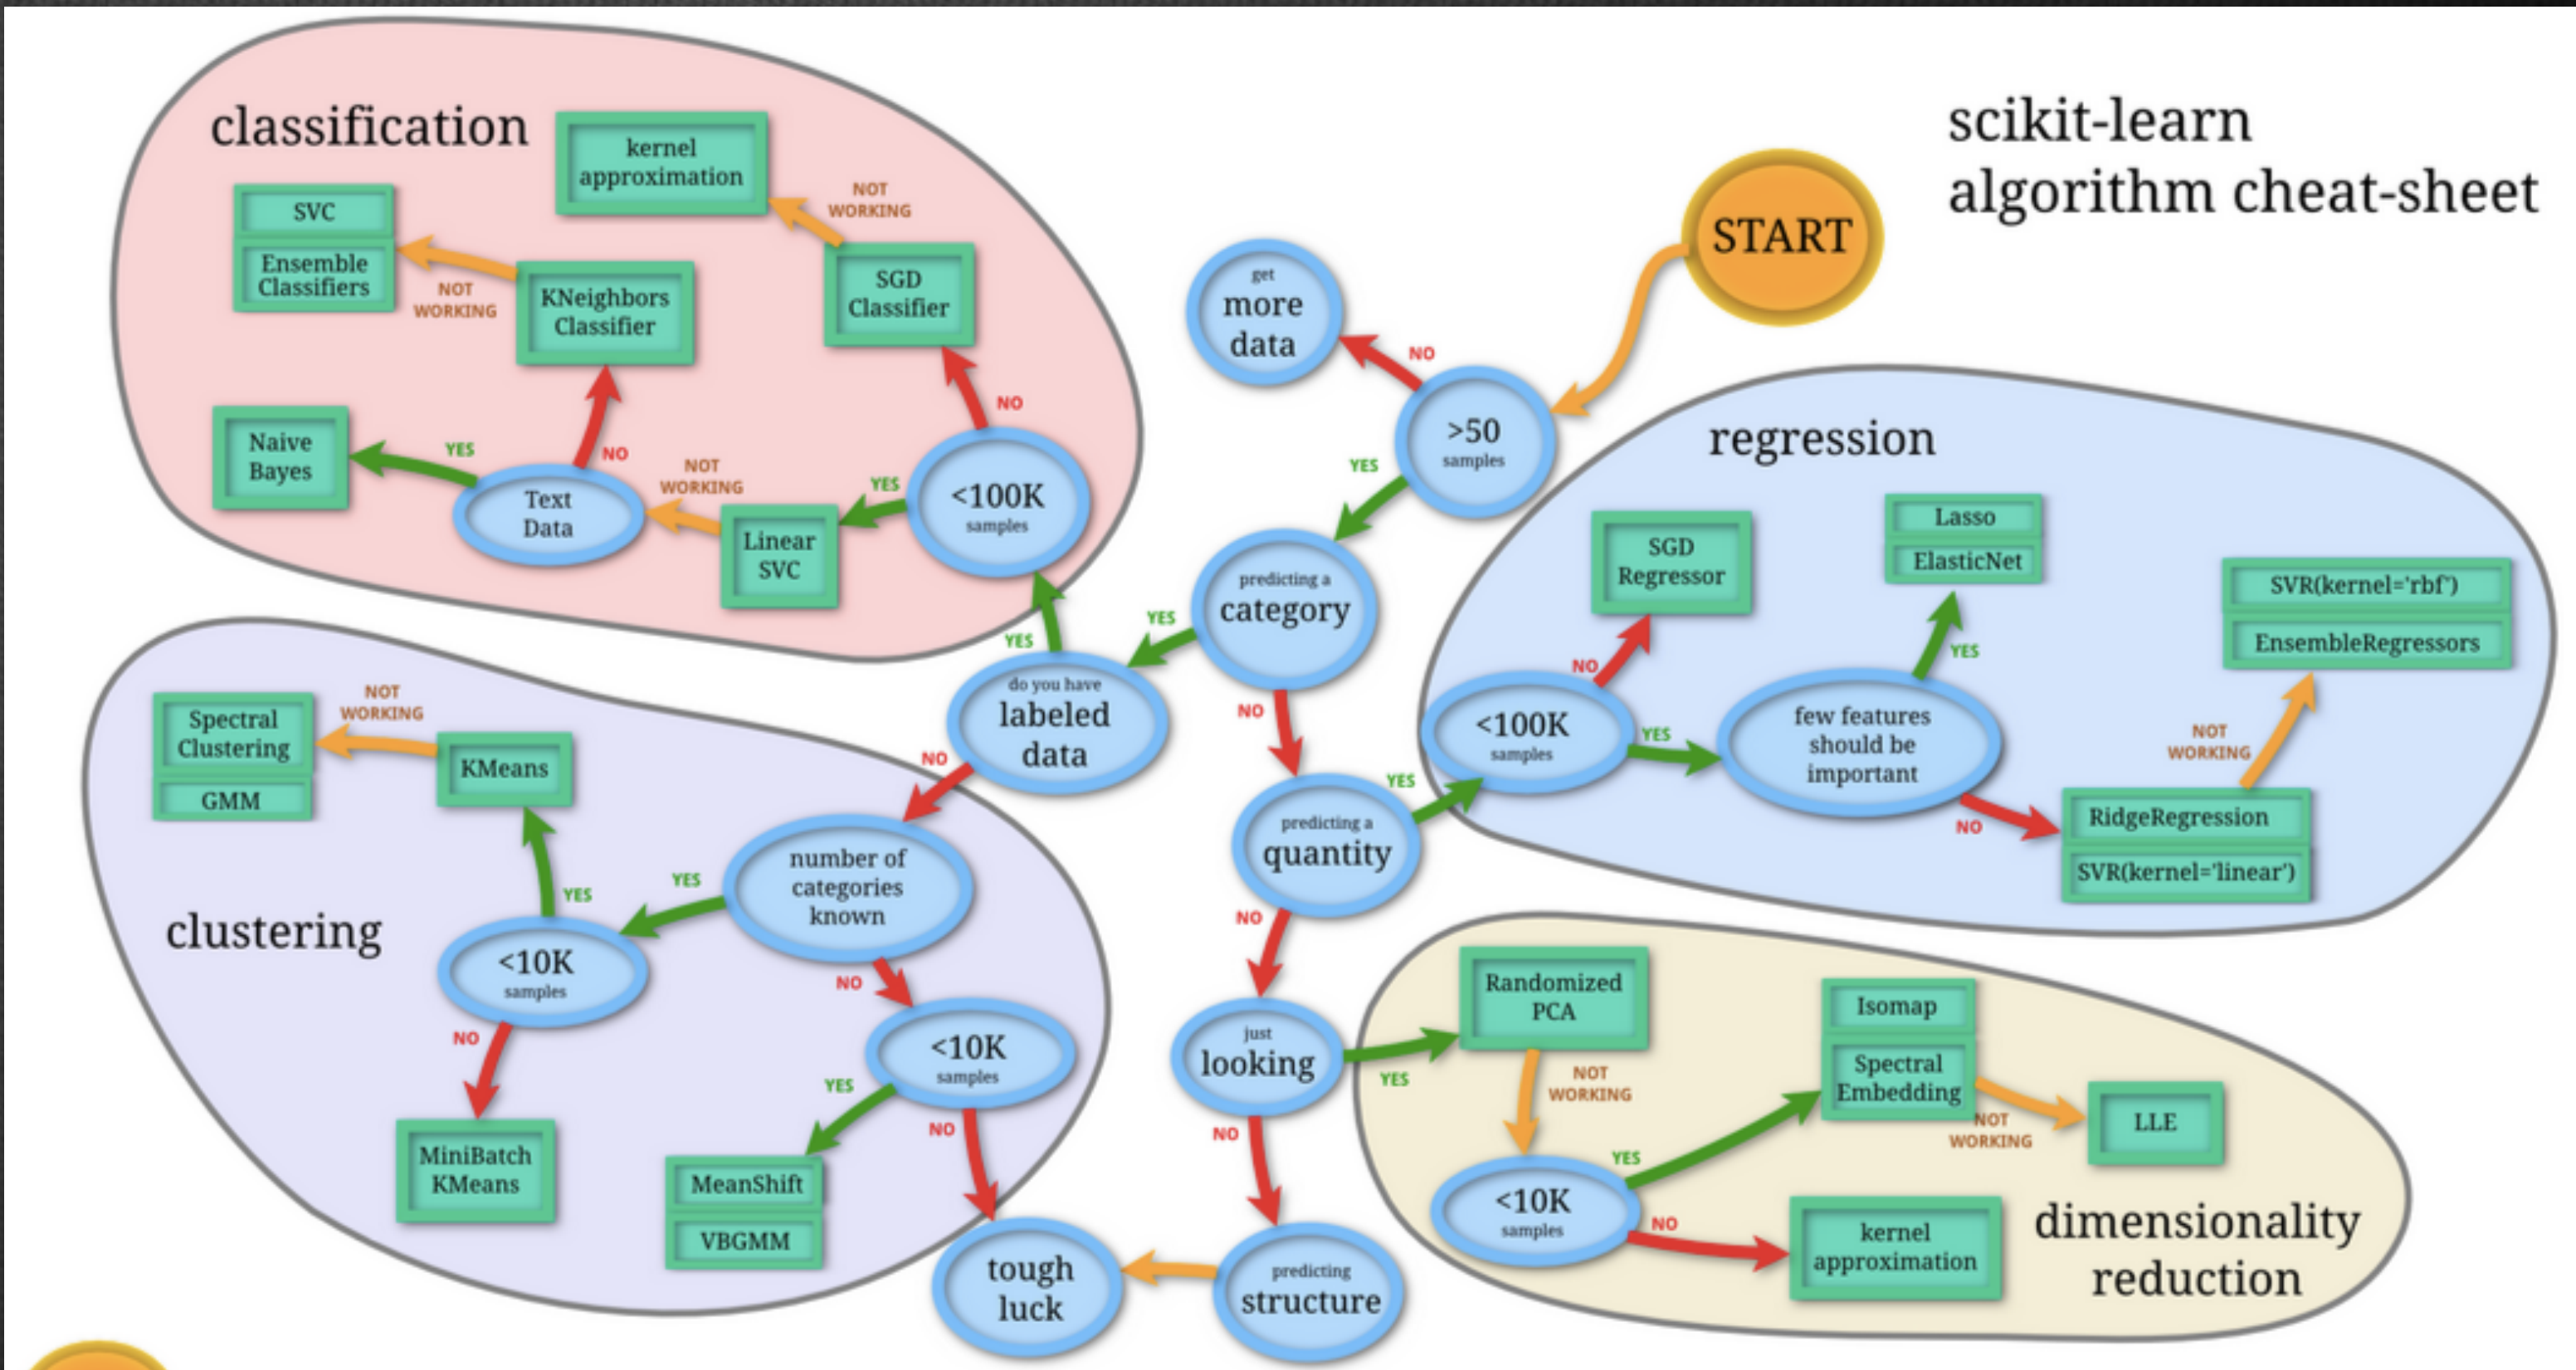 scikit-learn
algorithm cheat-sheet
START
get
more
data
NO
>50
samples
YES
predicting a
category
YES
NO
do you have
labeled
data
YES
NO
predicting a
quantity
YES
NO
just
looking
YES
NO
predicting
structure
tough
luck
classification
kernel
approximation
NOT
WORKING
SVC
Ensemble
Classifiers
NOT
WORKING
KNeighbors
Classifier
SGD
Classifier
NO
Naive
Bayes
YES
NO
Text
Data
NOT
WORKING
Linear
SVC
YES
<100K
samples
regression
SGD
Regressor
Lasso
ElasticNet
SVR(kernel='rbf')
EnsembleRegressors
NO
YES
<100K
samples
YES
few features
should be
important
NOT
WORKING
NO
RidgeRegression
SVR(kernel='linear')
clustering
Spectral
Clustering
GMM
NOT
WORKING
KMeans
YES
YES
number of
categories
known
<10K
samples
NO
NO
<10K
samples
YES
NO
MiniBatch
KMeans
MeanShift
VBGMM
dimensionality
reduction
Randomized
PCA
NOT
WORKING
Isomap
Spectral
Embedding
NOT
WORKING
LLE
YES
<10K
samples
NO
kernel
approximation